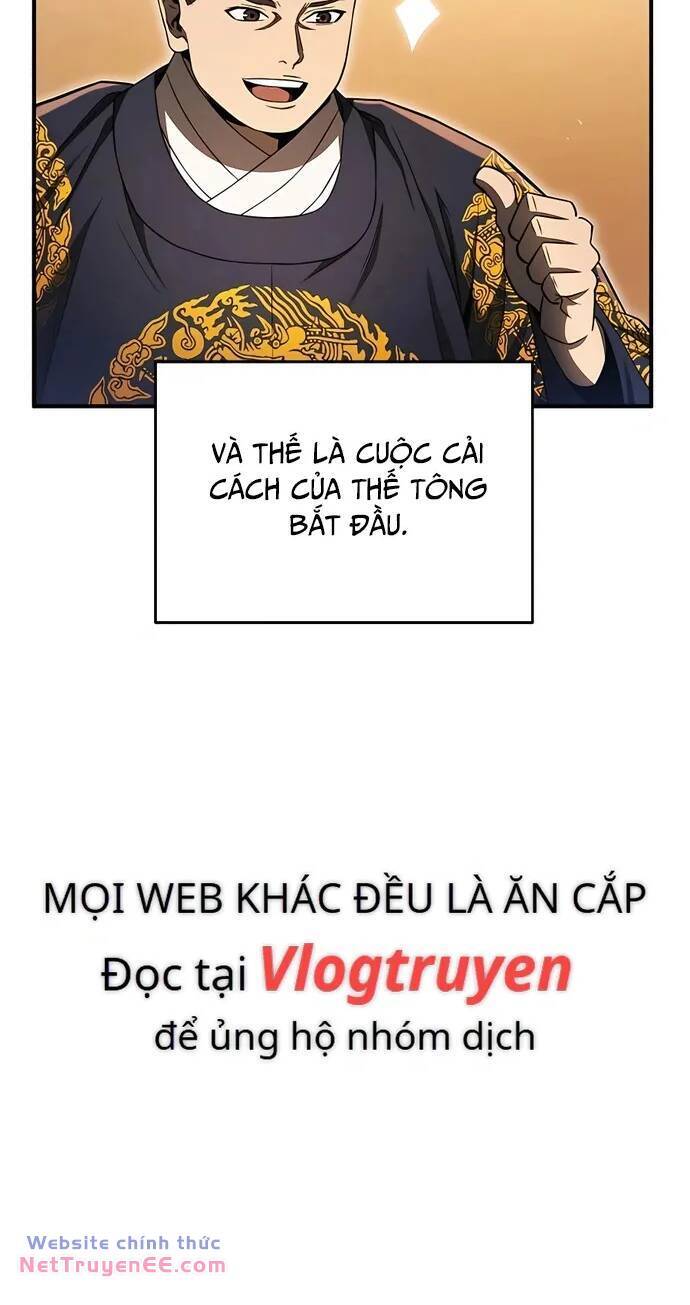 VÀ THẾ LÀ CUỘC CẢI
CÁCH CỦA THẾ TÔNG
BẮT ĐẦU.
MỌI WEB KHÁC ĐỀU LÀ ĂN CẮP
Đọc tại Vlogtruyen
để ủng hộ nhóm dịch
Website chính thức
NetTruyenEE.com